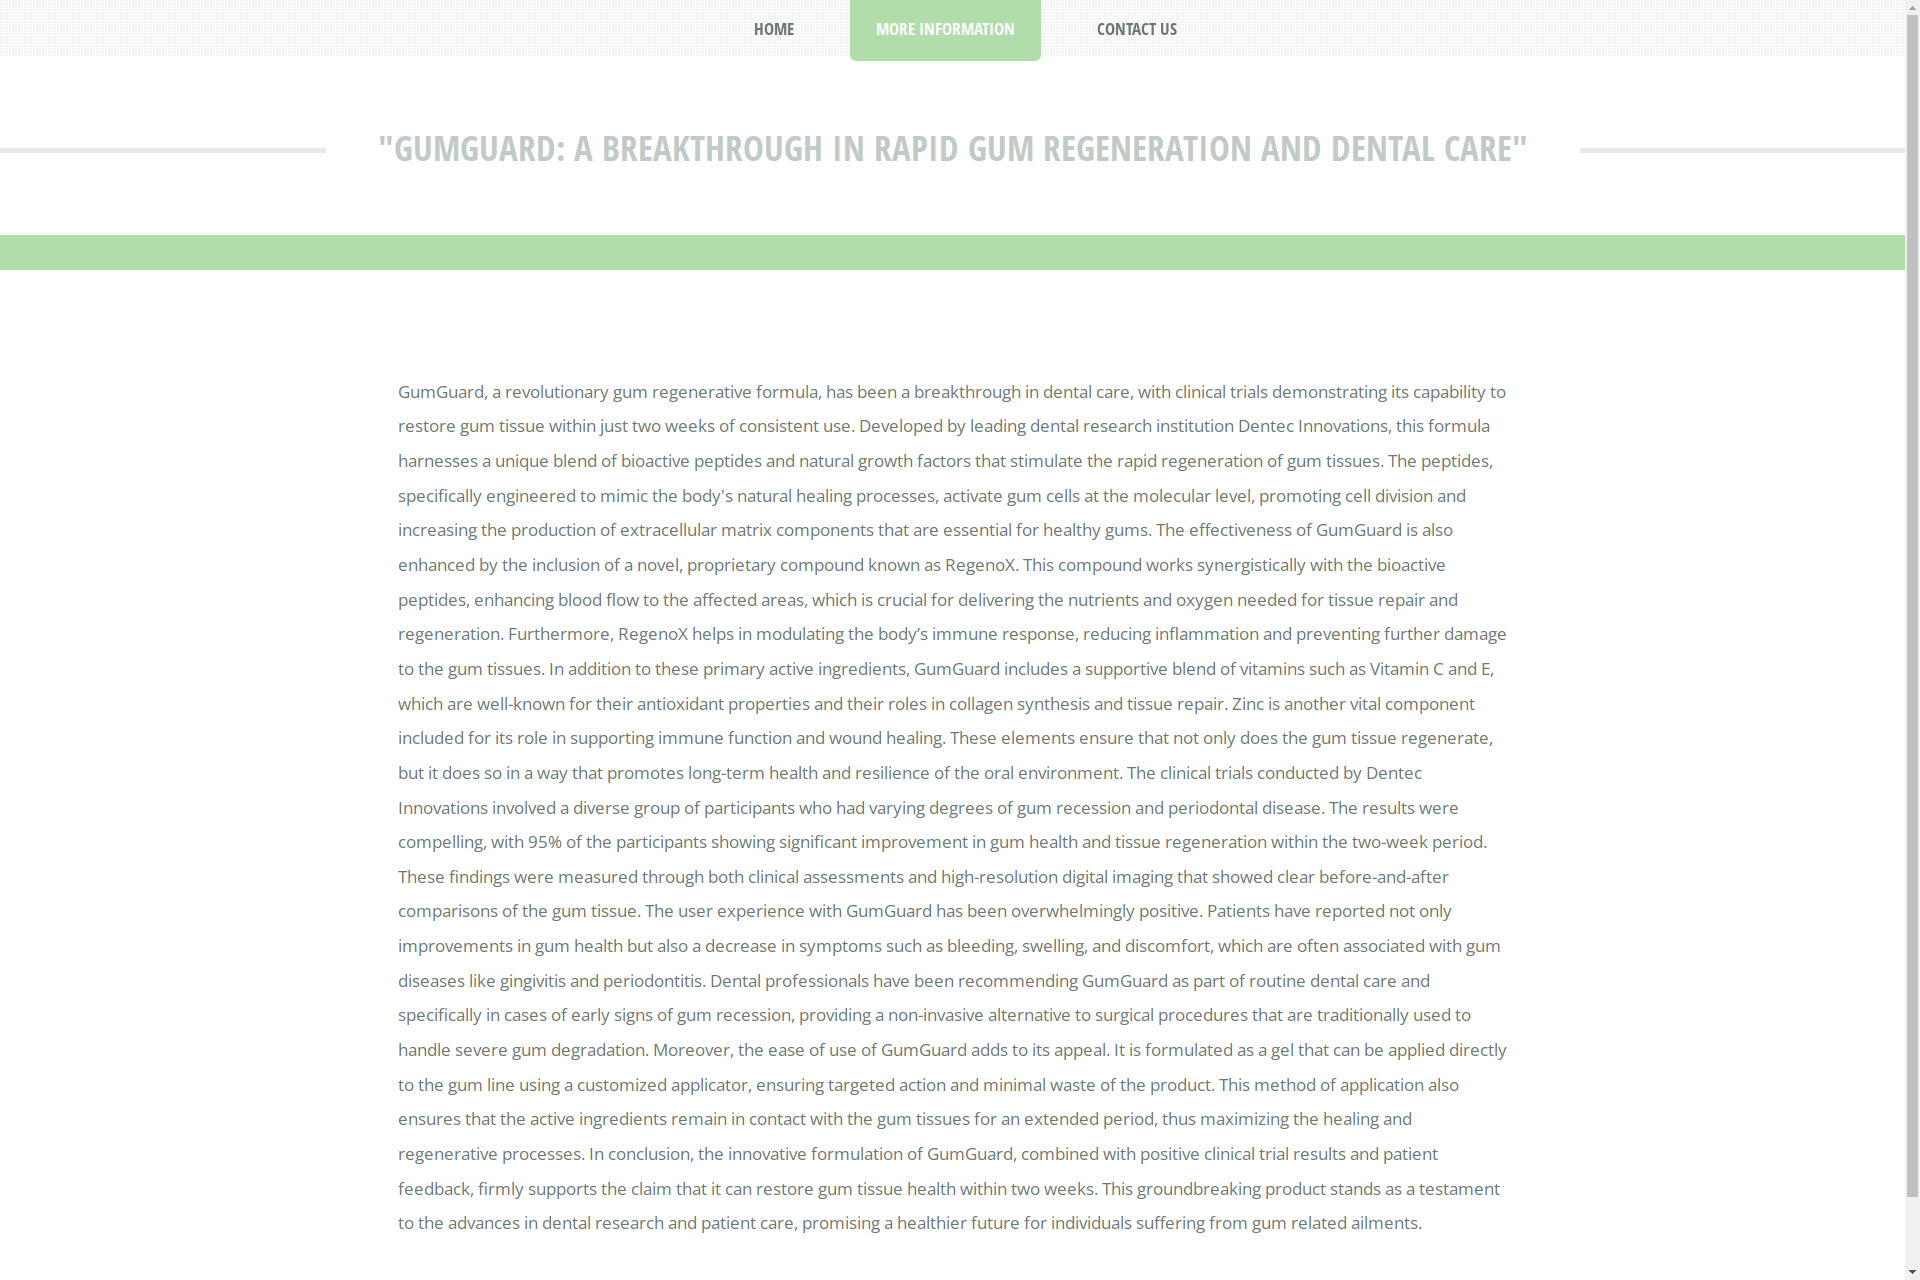 HOME
MORE INFORMATION
CONTACT US
"GUMGUARD: A BREAKTHROUGH IN RAPID GUM REGENERATION AND DENTAL CARE"
GumGuard, a revolutionary gum regenerative formula, has been a breakthrough in dental care, with clinical trials demonstrating its capability to
restore gum tissue within just two weeks of consistent use. Developed by leading dental research institution Dentec Innovations, this formula
harnesses a unique blend of bioactive peptides and natural growth factors that stimulate the rapid regeneration of gum tissues. The peptides,
specifically engineered to mimic the body's natural healing processes, activate gum cells at the molecular level, promoting cell division and
increasing the production of extracellular matrix components that are essential for healthy gums. The effectiveness of GumGuard is also
enhanced by the inclusion of a novel, proprietary compound known as RegenoX. This compound works synergistically with the bioactive
peptides, enhancing blood flow to the affected areas, which is crucial for delivering the nutrients and oxygen needed for tissue repair and
regeneration. Furthermore, RegenoX helps in modulating the body’s immune response, reducing inflammation and preventing further damage
to the gum tissues. In addition to these primary active ingredients, GumGuard includes a supportive blend of vitamins such as Vitamin C and E,
which are well-known for their antioxidant properties and their roles in collagen synthesis and tissue repair. Zinc is another vital component
included for its role in supporting immune function and wound healing. These elements ensure that not only does the gum tissue regenerate,
but it does so in a way that promotes long-term health and resilience of the oral environment. The clinical trials conducted by Dentec
Innovations involved a diverse group of participants who had varying degrees of gum recession and periodontal disease. The results were
compelling, with 95% of the participants showing significant improvement in gum health and tissue regeneration within the two-week period.
These findings were measured through both clinical assessments and high-resolution digital imaging that showed clear before-and-after
comparisons of the gum tissue. The user experience with GumGuard has been overwhelmingly positive. Patients have reported not only
improvements in gum health but also a decrease in symptoms such as bleeding, swelling, and discomfort, which are often associated with gum
diseases like gingivitis and periodontitis. Dental professionals have been recommending GumGuard as part of routine dental care and
specifically in cases of early signs of gum recession, providing a non-invasive alternative to surgical procedures that are traditionally used to
handle severe gum degradation. Moreover, the ease of use of GumGuard adds to its appeal. It is formulated as a gel that can be applied directly
to the gum line using a customized applicator, ensuring targeted action and minimal waste of the product. This method of application also
ensures that the active ingredients remain in contact with the gum tissues for an extended period, thus maximizing the healing and
regenerative processes. In conclusion, the innovative formulation of GumGuard, combined with positive clinical trial results and patient
feedback, firmly supports the claim that it can restore gum tissue health within two weeks. This groundbreaking product stands as a testament
to the advances in dental research and patient care, promising a healthier future for individuals suffering from gum related ailments.